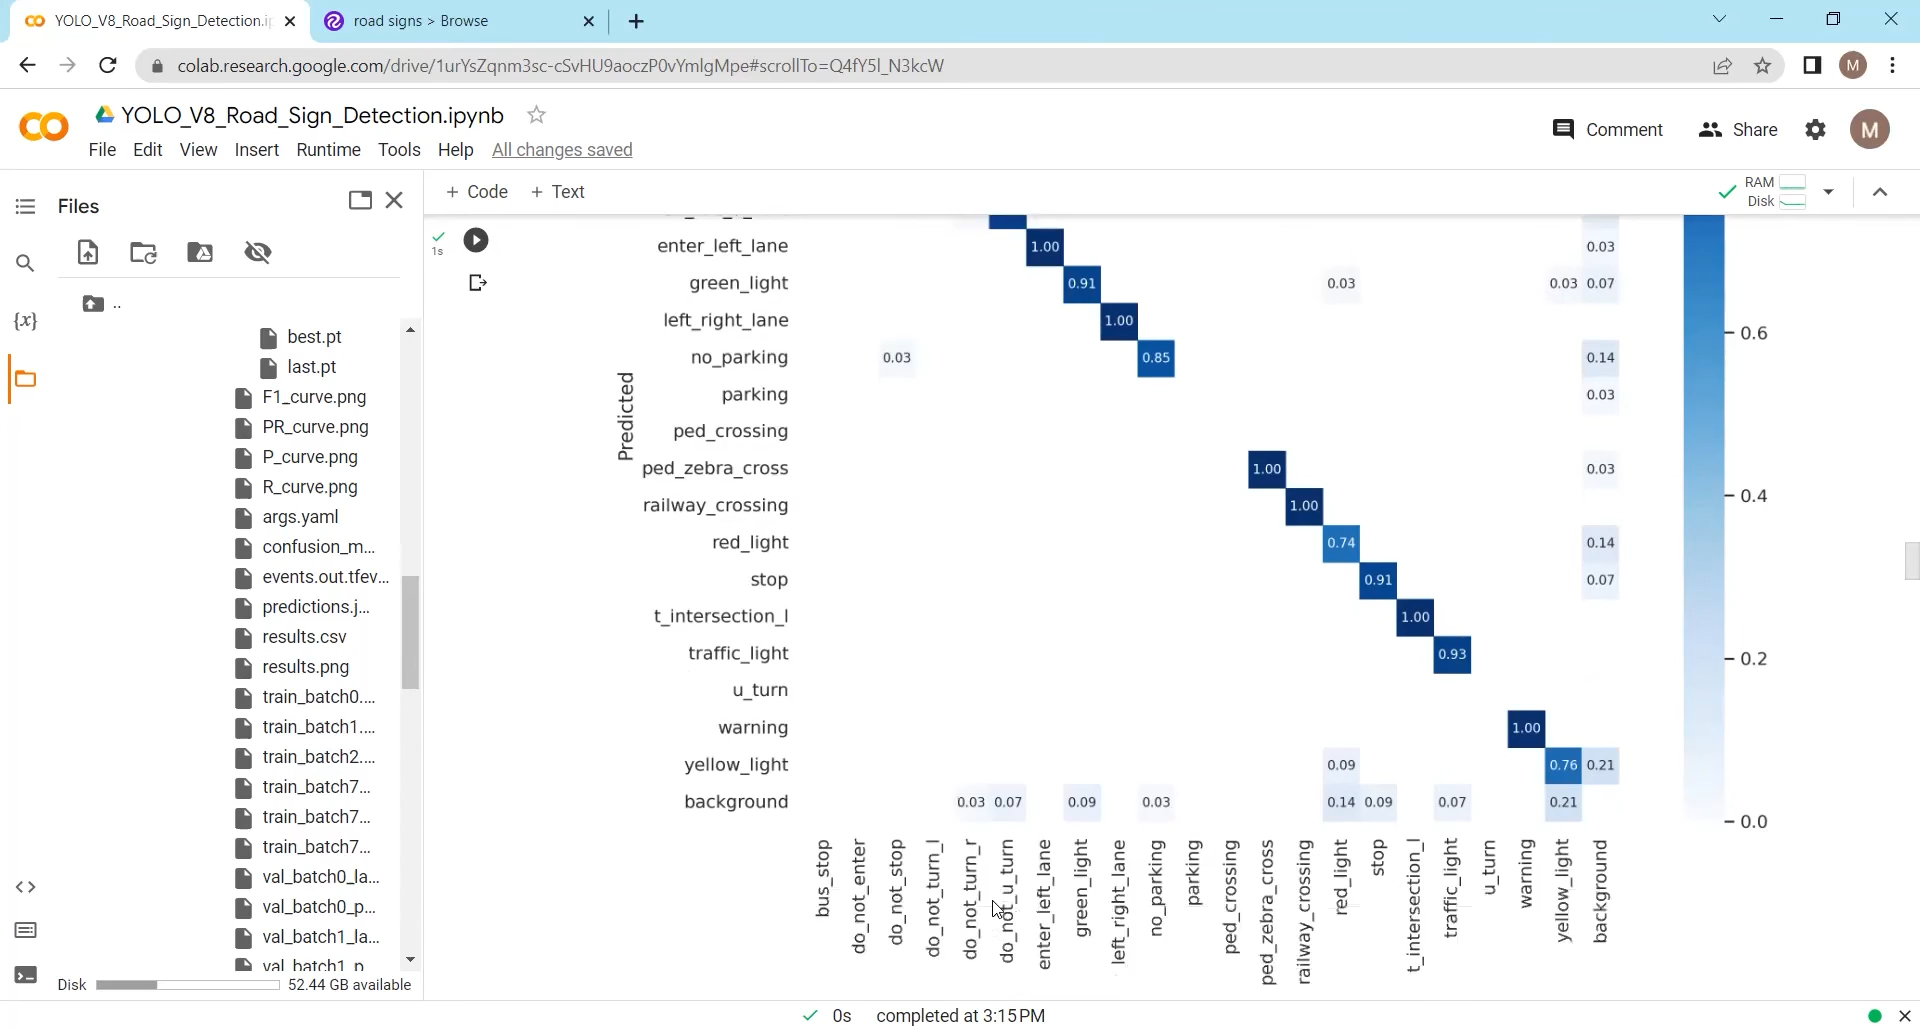 YOLO_V8_Road_Sign_Detection.i
road signs > Browse
colab.research.google.com/drive/1urYsZqnm3sc-cSvHU9aoczP0vYmlgMpe#scrollTo=Q4fY5l_N3kcW
M
YOLO_V8_Road_Sign_Detection.ipynb
Comment
Share
M
File Edit View Insert Runtime Tools Help All changes saved
Files
+ Code + Text
RAM
Disk
1s
{x}
..
best.pt
last.pt
F1_curve.png
PR_curve.png
P_curve.png
R_curve.png
args.yaml
confusion_m...
events.out.tfev...
predictions.j...
results.csv
results.png
train_batch0....
train_batch1....
train_batch2....
train_batch7...
train_batch7...
train_batch7...
val_batch0_la...
val_batch0_p...
val_batch1_la...
val_batch1_p
Disk 52.44 GB available
Predicted
enter_left_lane 1.00 0.03
green_light 0.91 0.03 0.03 0.07
left_right_lane 1.00
no_parking 0.03 0.85 0.14
parking 0.03
ped_crossing
ped_zebra_cross 1.00 0.03
railway_crossing 1.00
red_light 0.74 0.14
stop 0.91 0.07
t_intersection_l 1.00
traffic_light 0.93
u_turn
warning 1.00
yellow_light 0.09 0.76 0.21
background 0.03 0.07 0.09 0.03 0.14 0.09 0.07 0.21
bus_stop
do_not_enter
do_not_stop
do_not_turn_l
do_not_turn_r
do_not_u_turn
enter_left_lane
green_light
left_right_lane
no_parking
parking
ped_crossing
ped_zebra_cross
railway_crossing
red_light
stop
t_intersection_l
traffic_light
u_turn
warning
yellow_light
background
0.6
0.4
0.2
0.0
0s completed at 3:15 PM